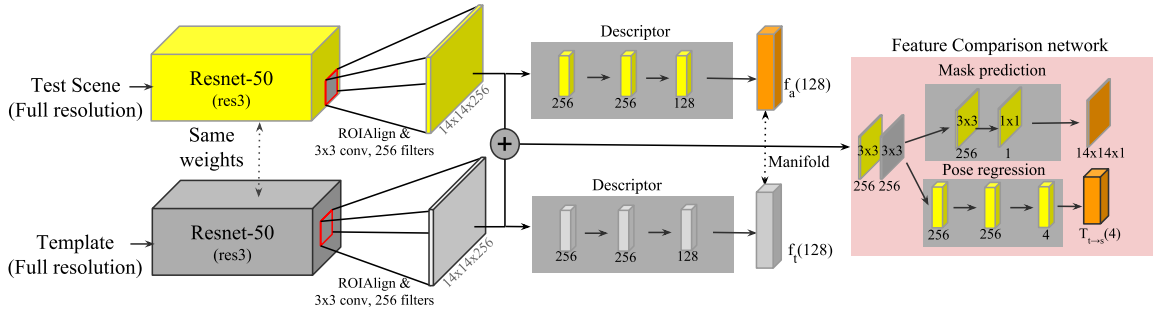 Test Scene
(Full resolution)
Resnet-50
(res3)
ROIAlign &
3x3 conv, 256 filters
14x14x256
Descriptor
256
256
128
f_a(128)
Same
weights
+
Manifold
Template
(Full resolution)
Resnet-50
(res3)
ROIAlign &
3x3 conv, 256 filters
14x14x256
Descriptor
256
256
128
f_t(128)
Feature Comparison network
Mask prediction
3x3
3x3
256
256
3x3
1x1
256
1
14x14x1
Pose regression
256
256
4
T_t→s(4)